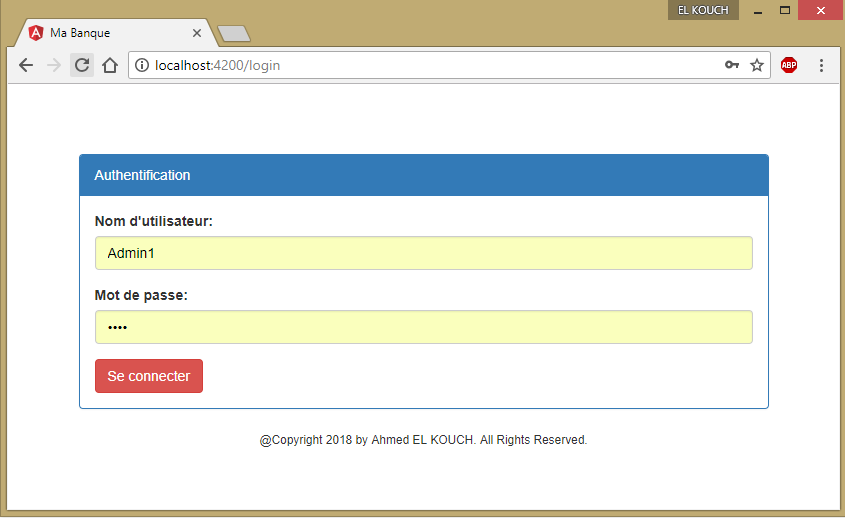 EL KOUCH
Ma Banque
localhost:4200/login
ABP
Authentification
Nom d'utilisateur:
Admin1
Mot de passe:
••••
Se connecter
@Copyright 2018 by Ahmed EL KOUCH. All Rights Reserved.